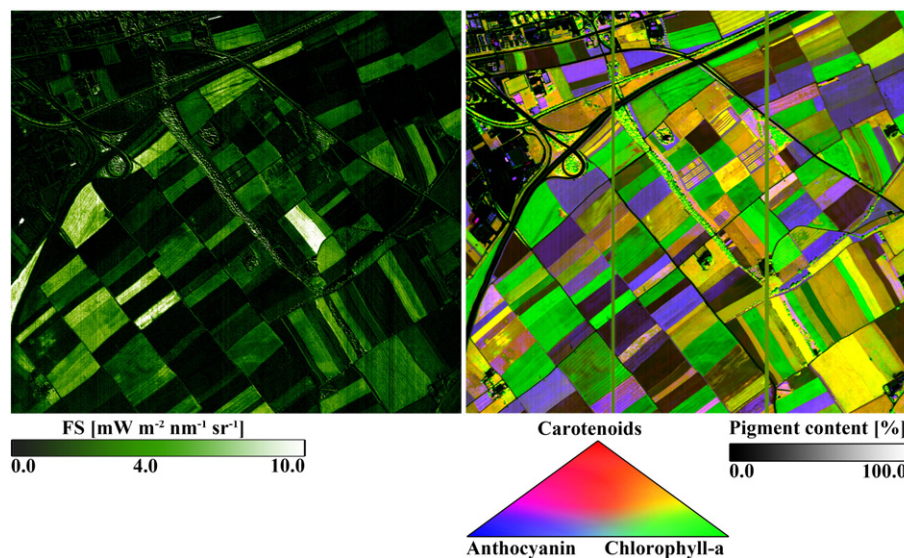 FS [mW m⁻² nm⁻¹ sr⁻¹]
0.0 4.0 10.0
Carotenoids
Anthocyanin Chlorophyll-a
Pigment content [%]
0.0 100.0